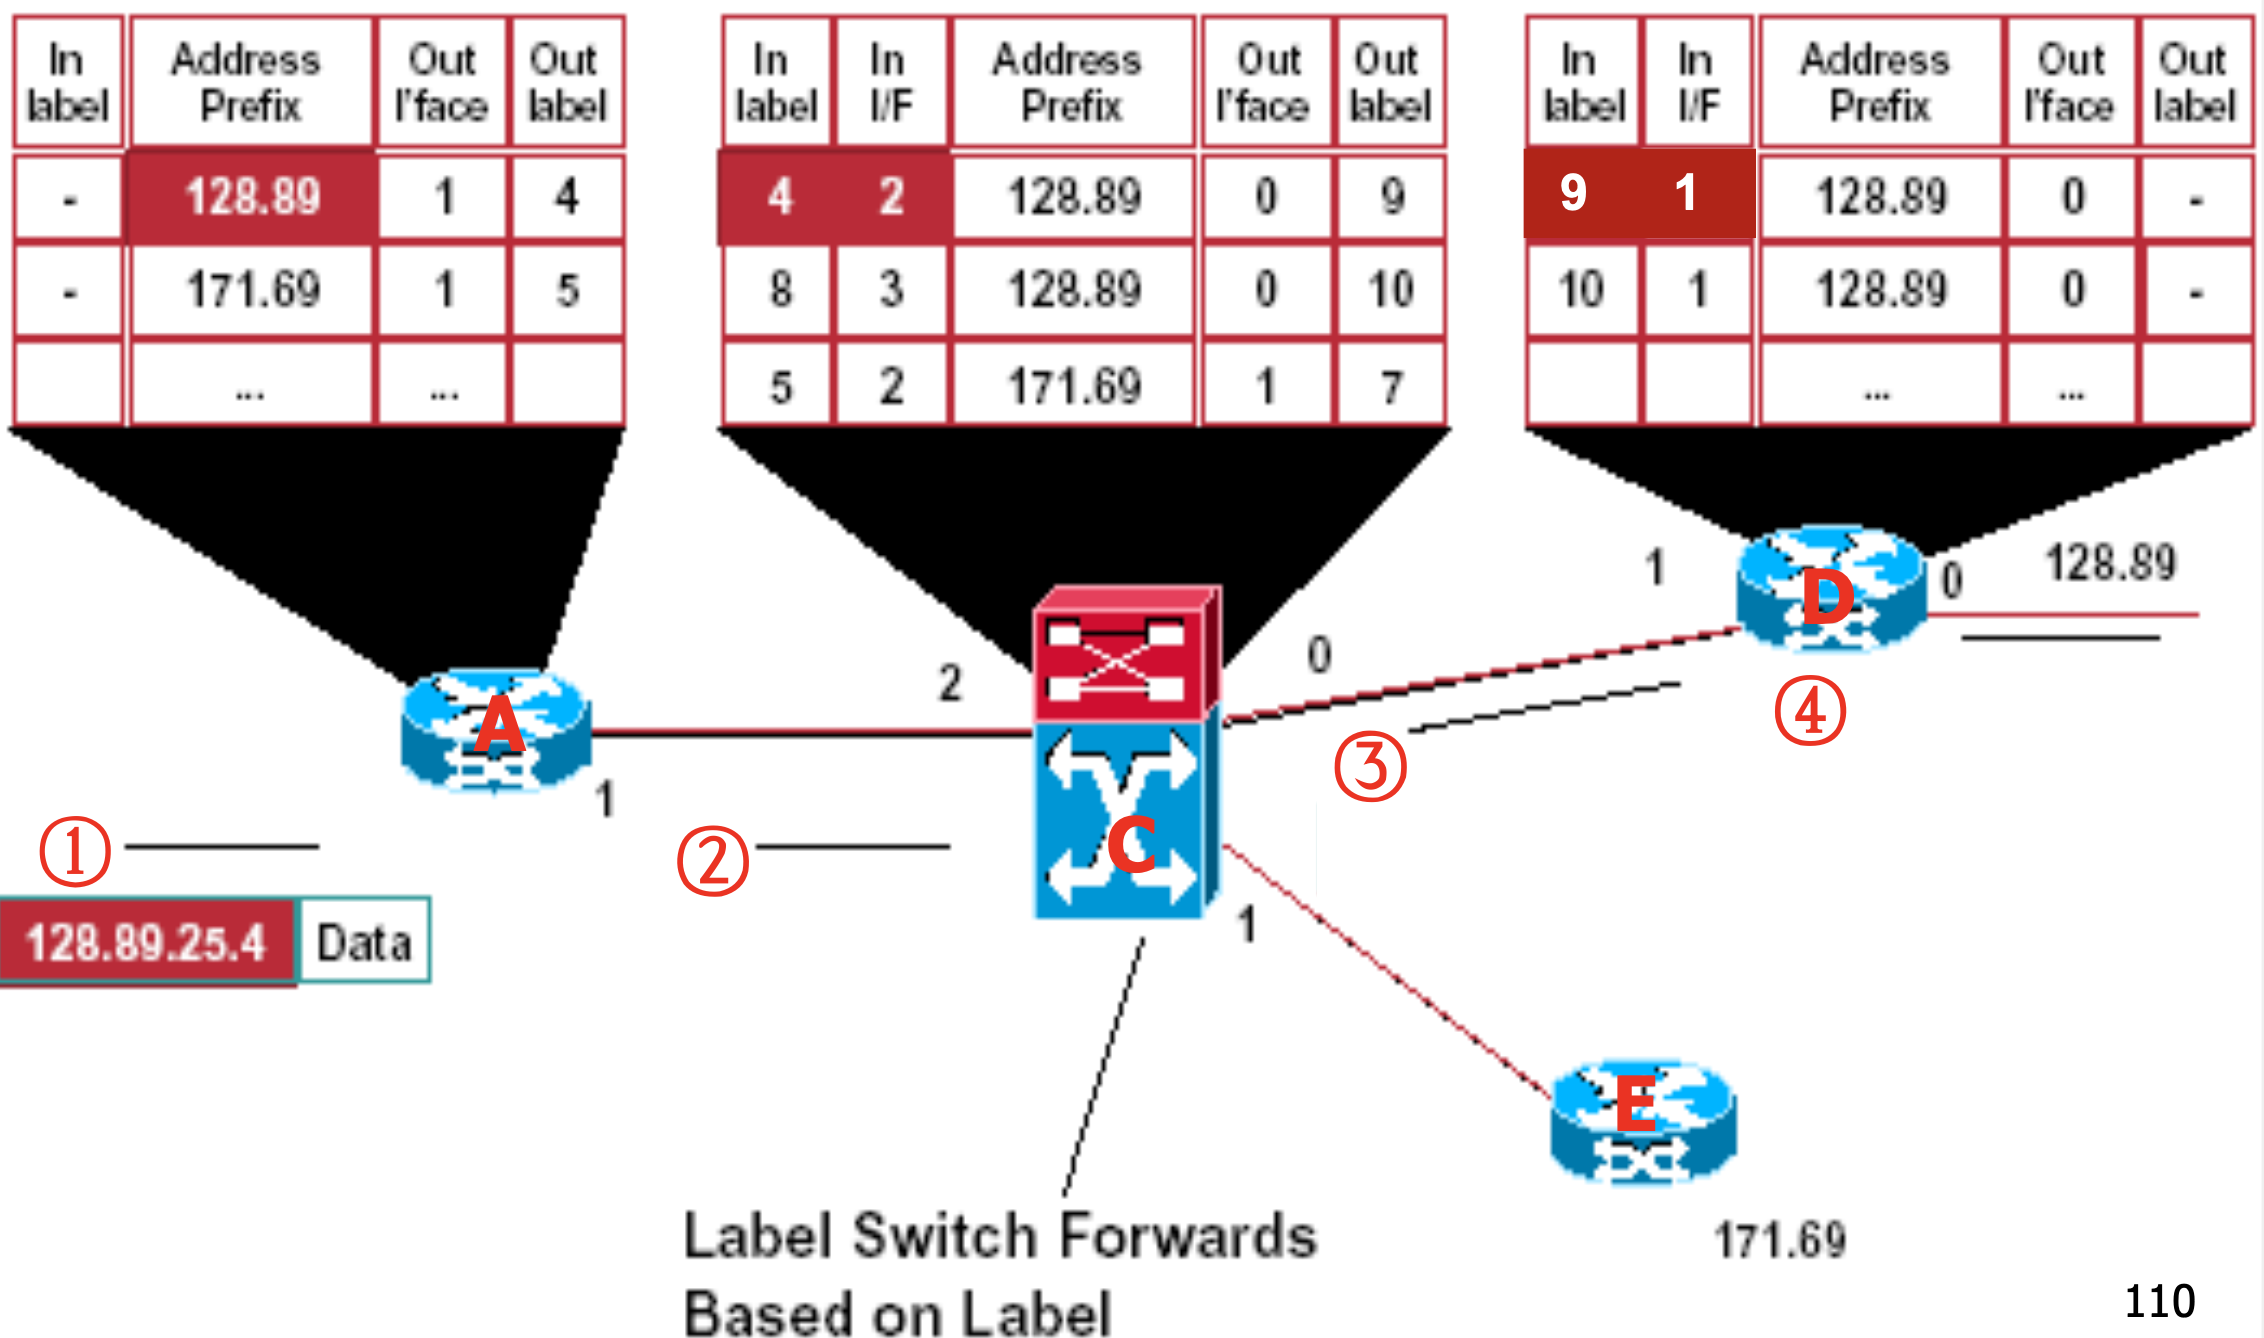 In label | Address Prefix | Out I'face | Out label
- | 128.89 | 1 | 4
- | 171.69 | 1 | 5
... | ...
In label | In I/F | Address Prefix | Out I'face | Out label
4 | 2 | 128.89 | 0 | 9
8 | 3 | 128.89 | 0 | 10
5 | 2 | 171.69 | 1 | 7
In label | In I/F | Address Prefix | Out I'face | Out label
9 | 1 | 128.89 | 0 | -
10 | 1 | 128.89 | 0 | -
... | ...
1
D
0
128.89
2
0
A
④
③
1
①
②
C
128.89.25.4 Data
1
E
Label Switch Forwards
Based on Label
171.69
110